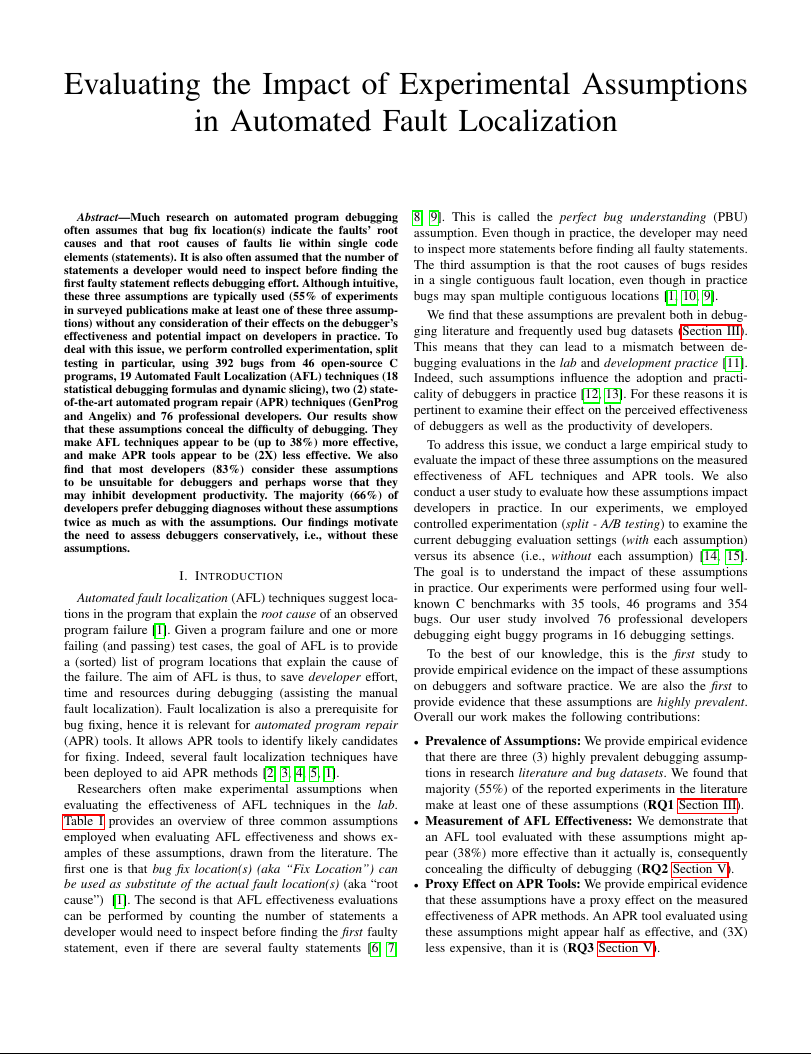 Evaluating the Impact of Experimental Assumptions
in Automated Fault Localization
Abstract—Much research on automated program debugging
often assumes that bug fix location(s) indicate the faults' root
causes and that root causes of faults lie within single code
elements (statements). It is also often assumed that the number of
statements a developer would need to inspect before finding the
first faulty statement reflects debugging effort. Although intuitive,
these three assumptions are typically used (55% of experiments
in surveyed publications make at least one of these three assump-
tions) without any consideration of their effects on the debugger's
effectiveness and potential impact on developers in practice. To
deal with this issue, we perform controlled experimentation, split
testing in particular, using 392 bugs from 46 open-source C
programs, 19 Automated Fault Localization (AFL) techniques (18
statistical debugging formulas and dynamic slicing), two (2) state-
of-the-art automated program repair (APR) techniques (GenProg
and Angelix) and 76 professional developers. Our results show
that these assumptions conceal the difficulty of debugging. They
make AFL techniques appear to be (up to 38%) more effective,
and make APR tools appear to be (2X) less effective. We also
find that most developers (83%) consider these assumptions
to be unsuitable for debuggers and perhaps worse that they
may inhibit development productivity. The majority (66%) of
developers prefer debugging diagnoses without these assumptions
twice as much as with the assumptions. Our findings motivate
the need to assess debuggers conservatively, i.e., without these
assumptions.
I. INTRODUCTION
Automated fault localization (AFL) techniques suggest loca-
tions in the program that explain the root cause of an observed
program failure [1]. Given a program failure and one or more
failing (and passing) test cases, the goal of AFL is to provide
a (sorted) list of program locations that explain the cause of
the failure. The aim of AFL is thus, to save developer effort,
time and resources during debugging (assisting the manual
fault localization). Fault localization is also a prerequisite for
bug fixing, hence it is relevant for automated program repair
(APR) tools. It allows APR tools to identify likely candidates
for fixing. Indeed, several fault localization techniques have
been deployed to aid APR methods [2, 3, 4, 5, 1].
Researchers often make experimental assumptions when
evaluating the effectiveness of AFL techniques in the lab.
Table I provides an overview of three common assumptions
employed when evaluating AFL effectiveness and shows ex-
amples of these assumptions, drawn from the literature. The
first one is that bug fix location(s) (aka “Fix Location”) can
be used as substitute of the actual fault location(s) (aka “root
cause”) [1]. The second is that AFL effectiveness evaluations
can be performed by counting the number of statements a
developer would need to inspect before finding the first faulty
statement, even if there are several faulty statements [6, 7,
8, 9]. This is called the perfect bug understanding (PBU)
assumption. Even though in practice, the developer may need
to inspect more statements before finding all faulty statements.
The third assumption is that the root causes of bugs resides
in a single contiguous fault location, even though in practice
bugs may span multiple contiguous locations [1, 10, 9].
We find that these assumptions are prevalent both in debug-
ging literature and frequently used bug datasets (Section III).
This means that they can lead to a mismatch between de-
bugging evaluations in the lab and development practice [11].
Indeed, such assumptions influence the adoption and practi-
cality of debuggers in practice [12, 13]. For these reasons it is
pertinent to examine their effect on the perceived effectiveness
of debuggers as well as the productivity of developers.
To address this issue, we conduct a large empirical study to
evaluate the impact of these three assumptions on the measured
effectiveness of AFL techniques and APR tools. We also
conduct a user study to evaluate how these assumptions impact
developers in practice. In our experiments, we employed
controlled experimentation (split - A/B testing) to examine the
current debugging evaluation settings (with each assumption)
versus its absence (i.e., without each assumption) [14, 15].
The goal is to understand the impact of these assumptions
in practice. Our experiments were performed using four well-
known C benchmarks with 35 tools, 46 programs and 354
bugs. Our user study involved 76 professional developers
debugging eight buggy programs in 16 debugging settings.
To the best of our knowledge, this is the first study to
provide empirical evidence on the impact of these assumptions
on debuggers and software practice. We are also the first to
provide evidence that these assumptions are highly prevalent.
Overall our work makes the following contributions:
• Prevalence of Assumptions: We provide empirical evidence
that there are three (3) highly prevalent debugging assump-
tions in research literature and bug datasets. We found that
majority (55%) of the reported experiments in the literature
make at least one of these assumptions (RQ1 Section III).
• Measurement of AFL Effectiveness: We demonstrate that
an AFL tool evaluated with these assumptions might ap-
pear (38%) more effective than it actually is, consequently
concealing the difficulty of debugging (RQ2 Section V).
• Proxy Effect on APR Tools: We provide empirical evidence
that these assumptions have a proxy effect on the measured
effectiveness of APR methods. An APR tool evaluated using
these assumptions might appear half as effective, and (3X)
less expensive, than it is (RQ3 Section V).